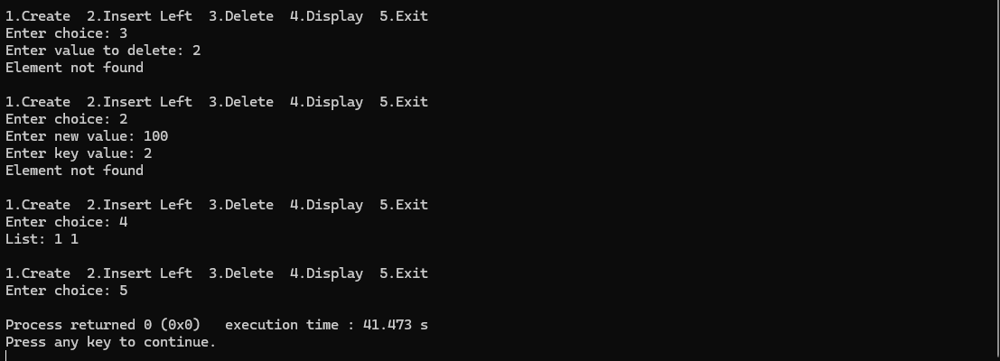 1.Create  2.Insert Left  3.Delete  4.Display  5.Exit
Enter choice: 3
Enter value to delete: 2
Element not found

1.Create  2.Insert Left  3.Delete  4.Display  5.Exit
Enter choice: 2
Enter new value: 100
Enter key value: 2
Element not found

1.Create  2.Insert Left  3.Delete  4.Display  5.Exit
Enter choice: 4
List: 1 1

1.Create  2.Insert Left  3.Delete  4.Display  5.Exit
Enter choice: 5

Process returned 0 (0x0)   execution time : 41.473 s
Press any key to continue.